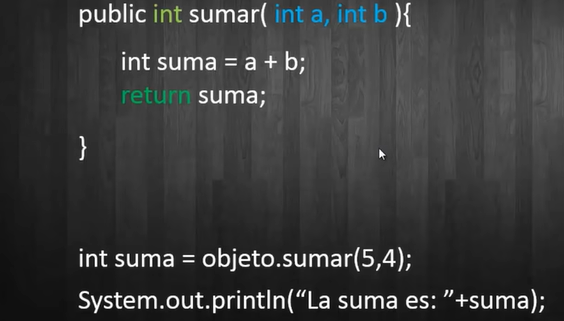 public int sumar( int a, int b ){
int suma = a + b;
return suma;
}
int suma = objeto.sumar(5,4);
System.out.println(“La suma es: ”+suma);